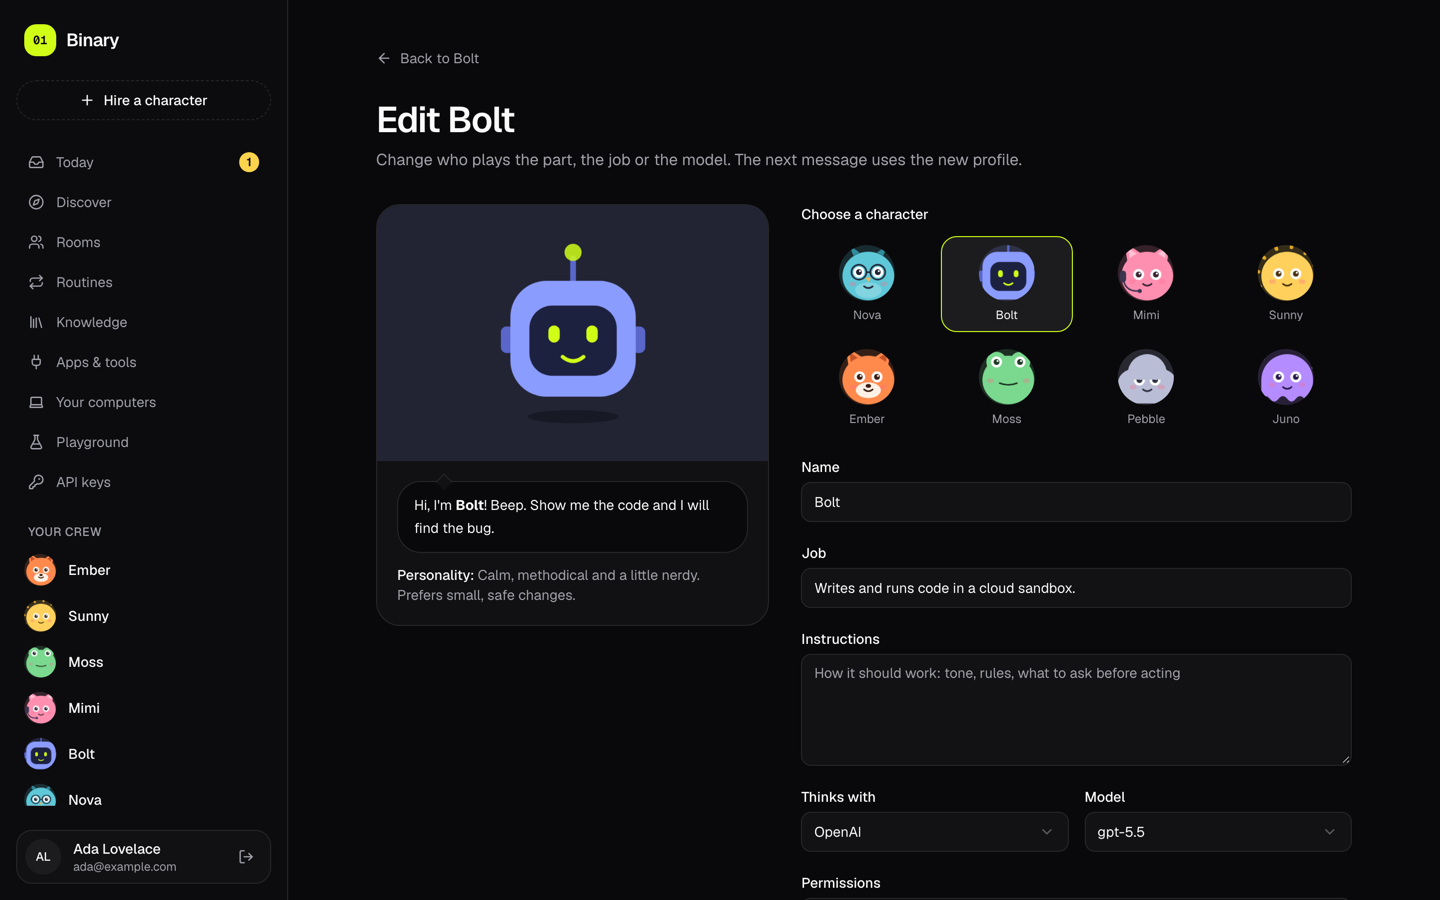 01
Binary
Hire a character
Today
1
Discover
Rooms
Routines
Knowledge
Apps & tools
Your computers
Playground
API keys
YOUR CREW
Ember
Sunny
Moss
Mimi
Bolt
Nova
AL
Ada Lovelace
ada@example.com
Back to Bolt
Edit Bolt
Change who plays the part, the job or the model. The next message uses the new profile.
Hi, I'm Bolt! Beep. Show me the code and I will
find the bug.
Personality: Calm, methodical and a little nerdy.
Prefers small, safe changes.
Choose a character
Nova
Bolt
Mimi
Sunny
Ember
Moss
Pebble
Juno
Name
Bolt
Job
Writes and runs code in a cloud sandbox.
Instructions
How it should work: tone, rules, what to ask before acting
Thinks with
Model
OpenAI
gpt-5.5
Permissions